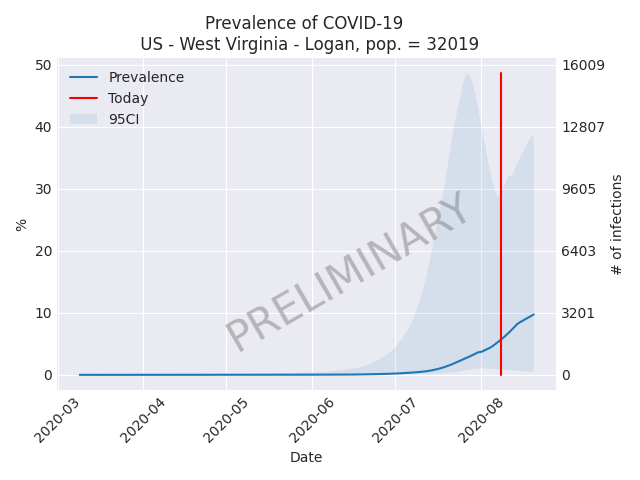 Prevalence of COVID-19
US - West Virginia - Logan, pop. = 32019
Prevalence
Today
95CI
50
40
30
20
10
0
%
16009
12807
9605
6403
3201
0
# of infections
PRELIMINARY
2020-03
2020-04
2020-05
2020-06
2020-07
2020-08
Date